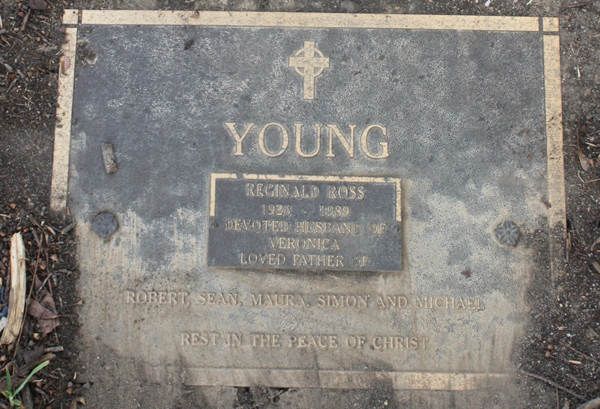 YOUNG
REGINALD ROSS
- 1989
DEVOTED HUSBAND OF
VERONICA
LOVED FATHER OF
ROBERT, SEAN, MAURA, SIMON AND MICHAEL
REST IN THE PEACE OF CHRIST